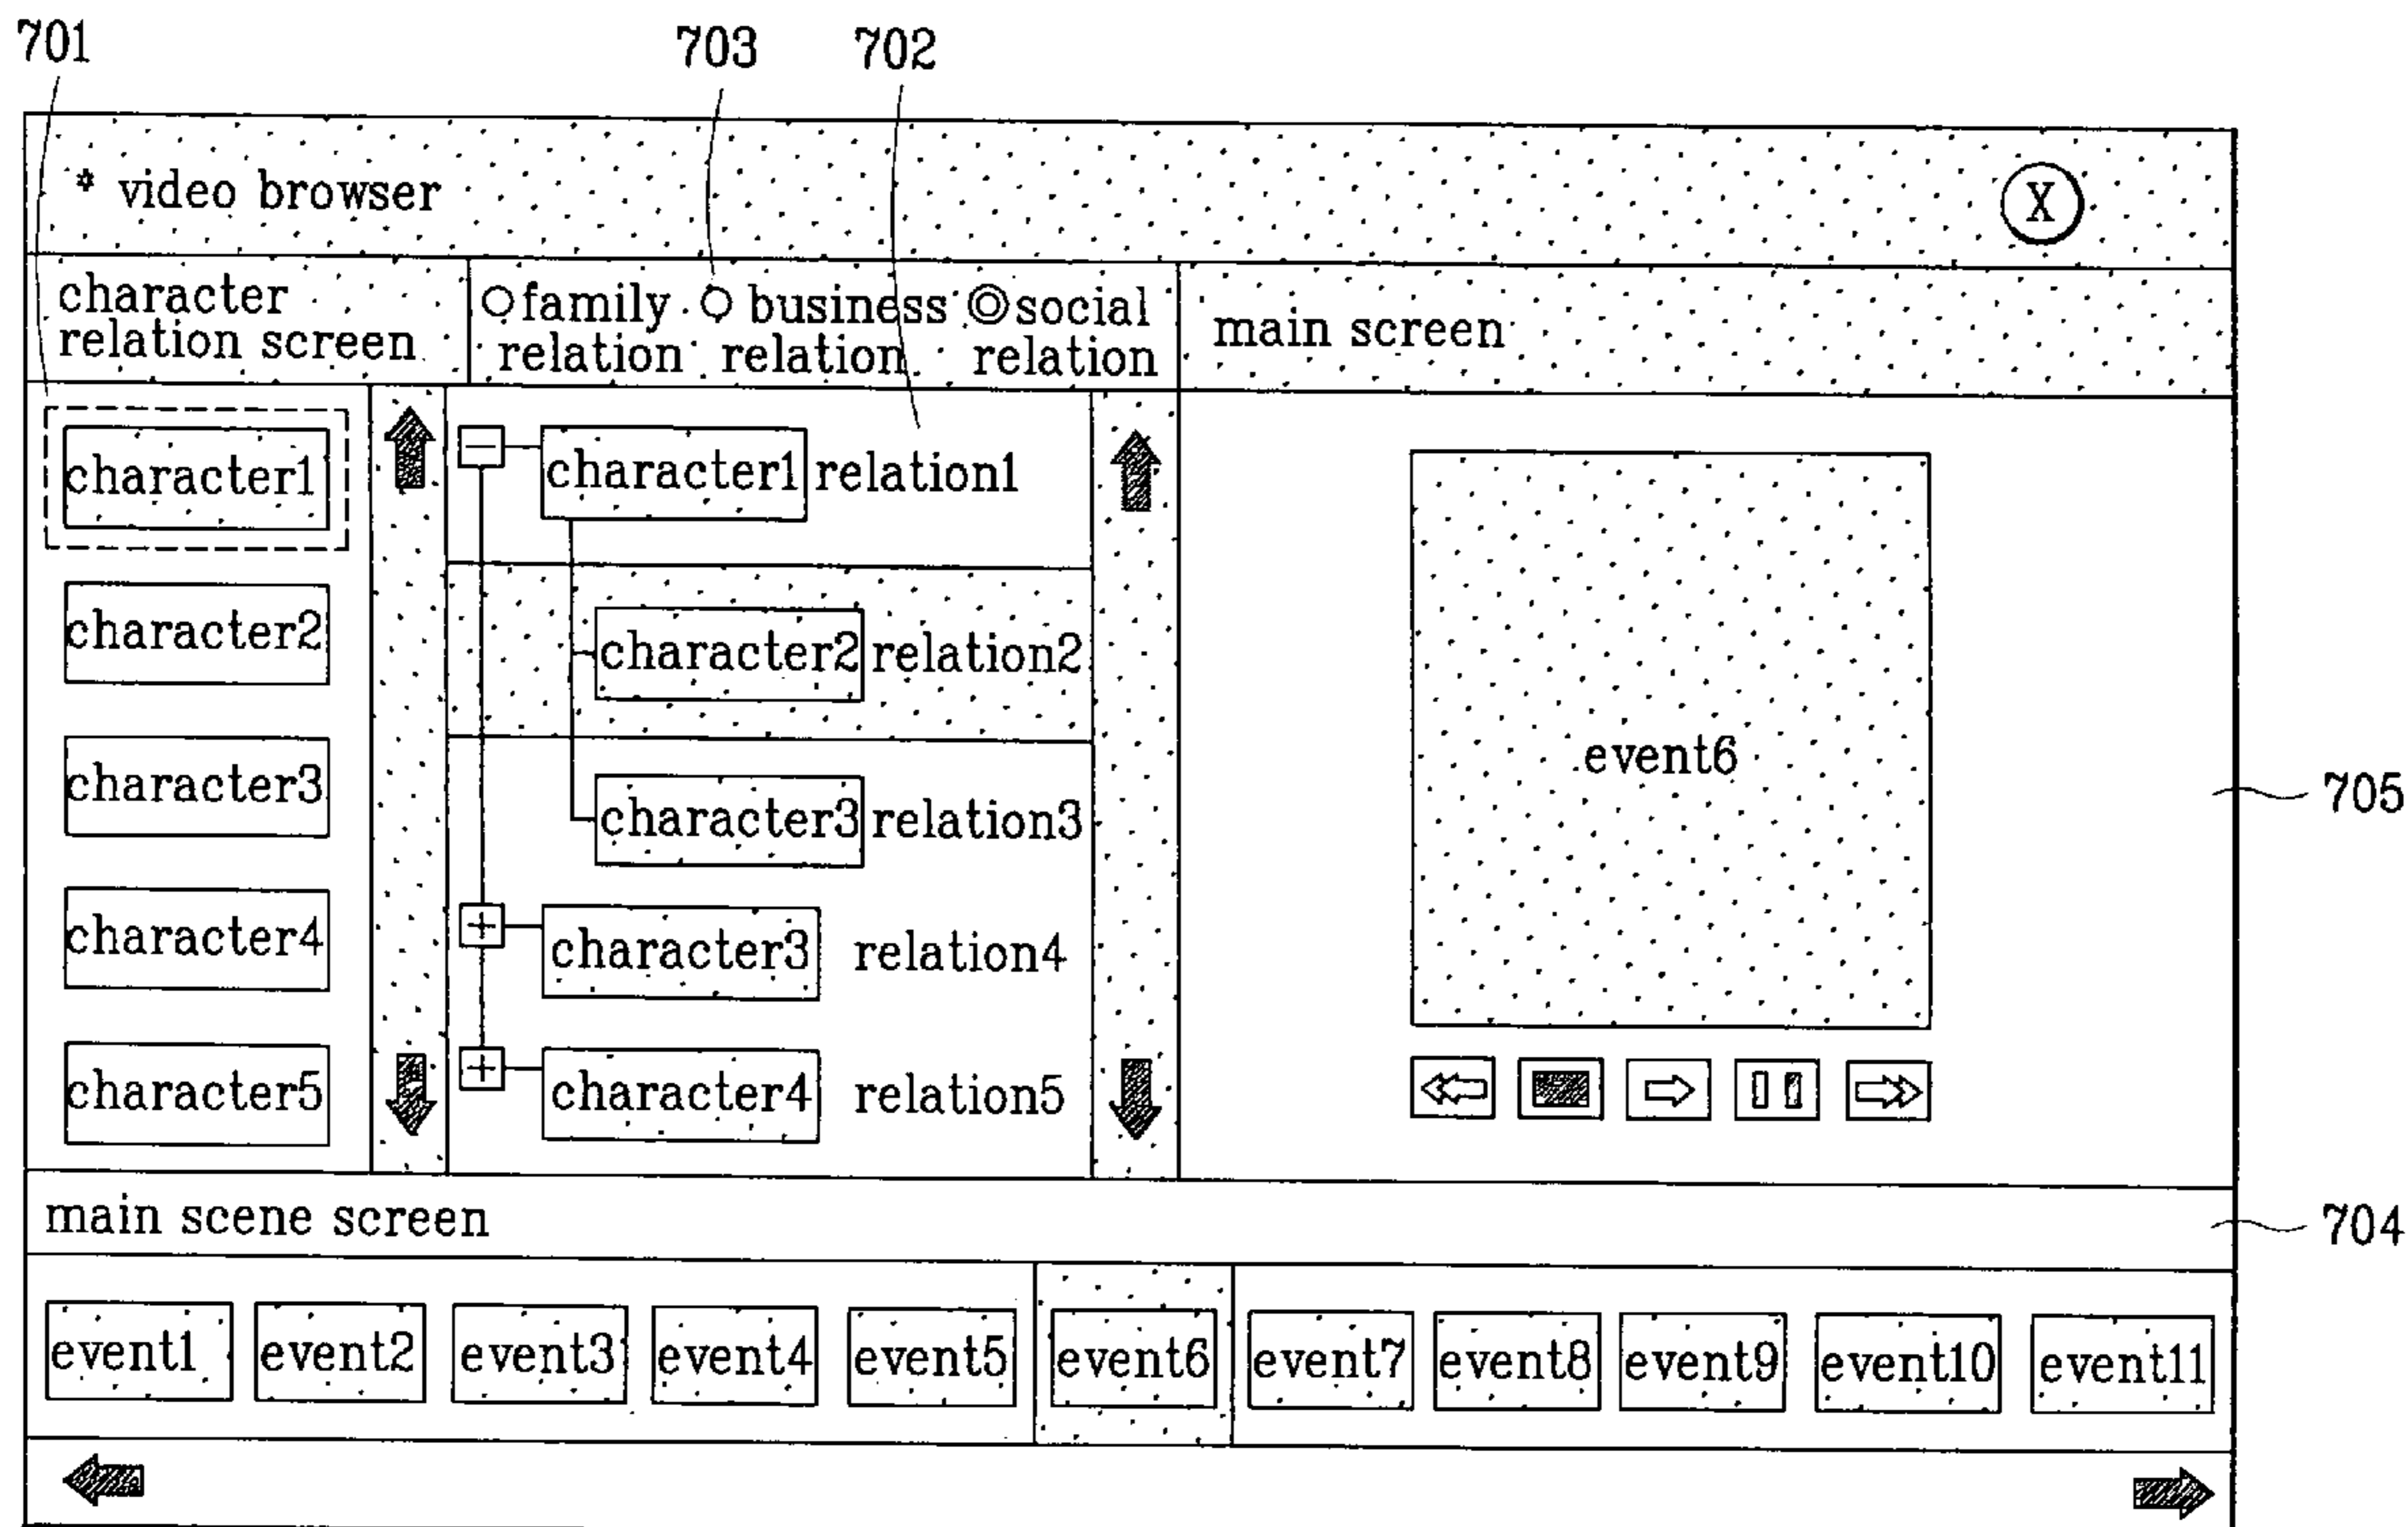 701
703
702
* video browser
X
character
relation screen
family business social
relation relation relation
main screen
character1
character2
character3
character4
character5
character1 relation1
character2 relation2
character3 relation3
character3 relation4
character4 relation5
event6
705
main scene screen
704
event1 event2 event3 event4 event5 event6 event7 event8 event9 event10 event11